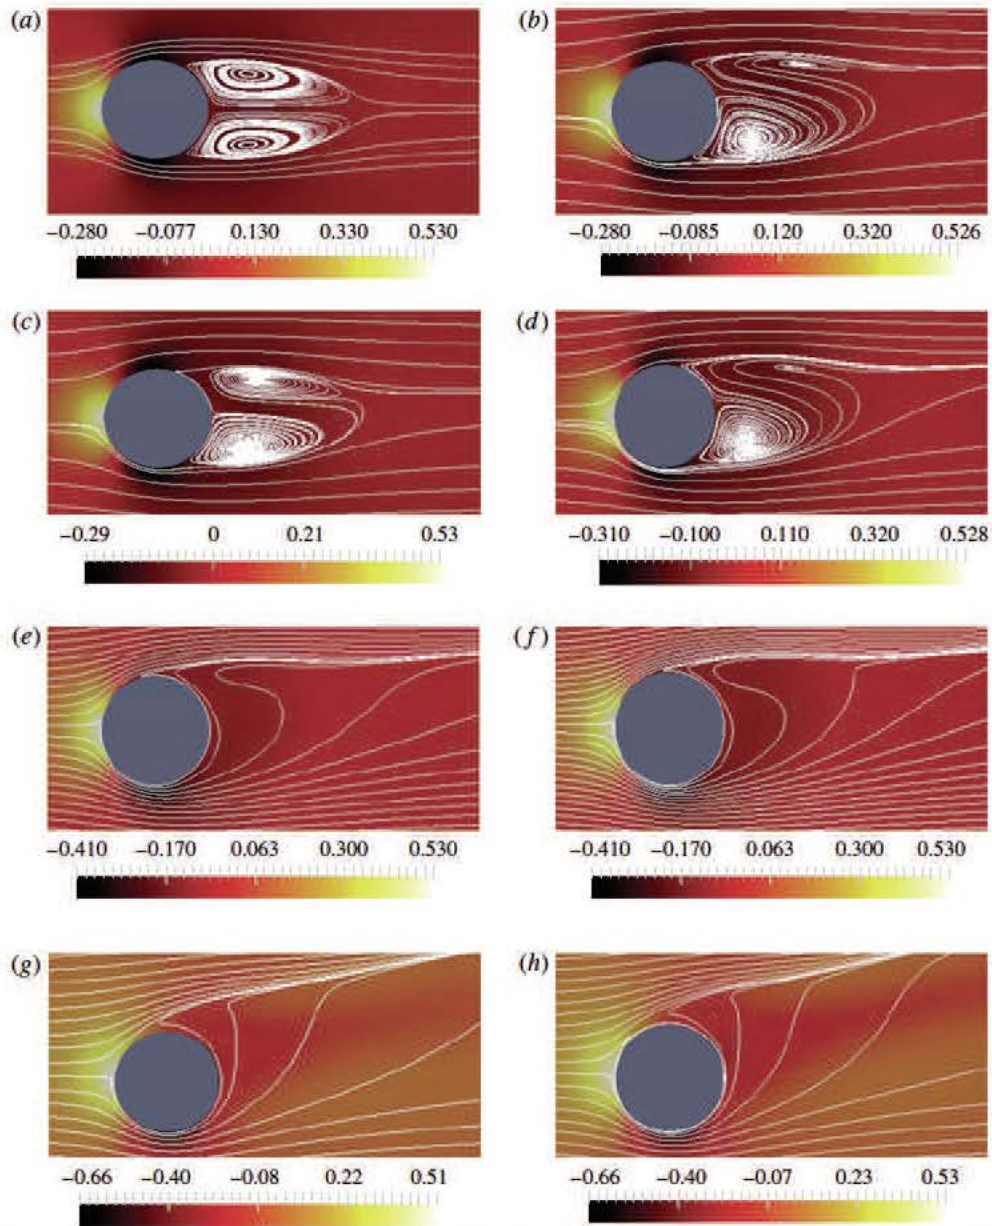 (a) (b)
−0.280 −0.077 0.130 0.330 0.530 −0.280 −0.085 0.120 0.320 0.526
(c) (d)
−0.29 0 0.21 0.53 −0.310 −0.100 0.110 0.320 0.528
(e) (f)
−0.410 −0.170 0.063 0.300 0.530 −0.410 −0.170 0.063 0.300 0.530
(g) (h)
−0.66 −0.40 −0.08 0.22 0.51 −0.66 −0.40 −0.07 0.23 0.53